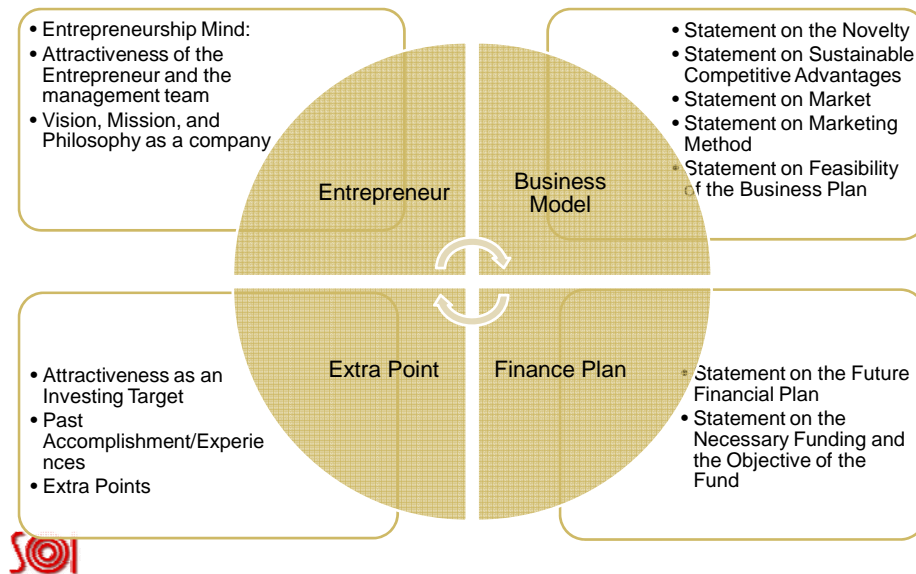 • Entrepreneurship Mind:
• Attractiveness of the
Entrepreneur and the
management team
• Vision, Mission, and
Philosophy as a company
• Statement on the Novelty
• Statement on Sustainable
Competitive Advantages
• Statement on Market
• Statement on Marketing
Method
• Statement on Feasibility
of the Business Plan
Entrepreneur
Business
Model
Extra Point
Finance Plan
• Attractiveness as an
Investing Target
• Past
Accomplishment/Experie
nces
• Extra Points
• Statement on the Future
Financial Plan
• Statement on the
Necessary Funding and
the Objective of the
Fund
SOI